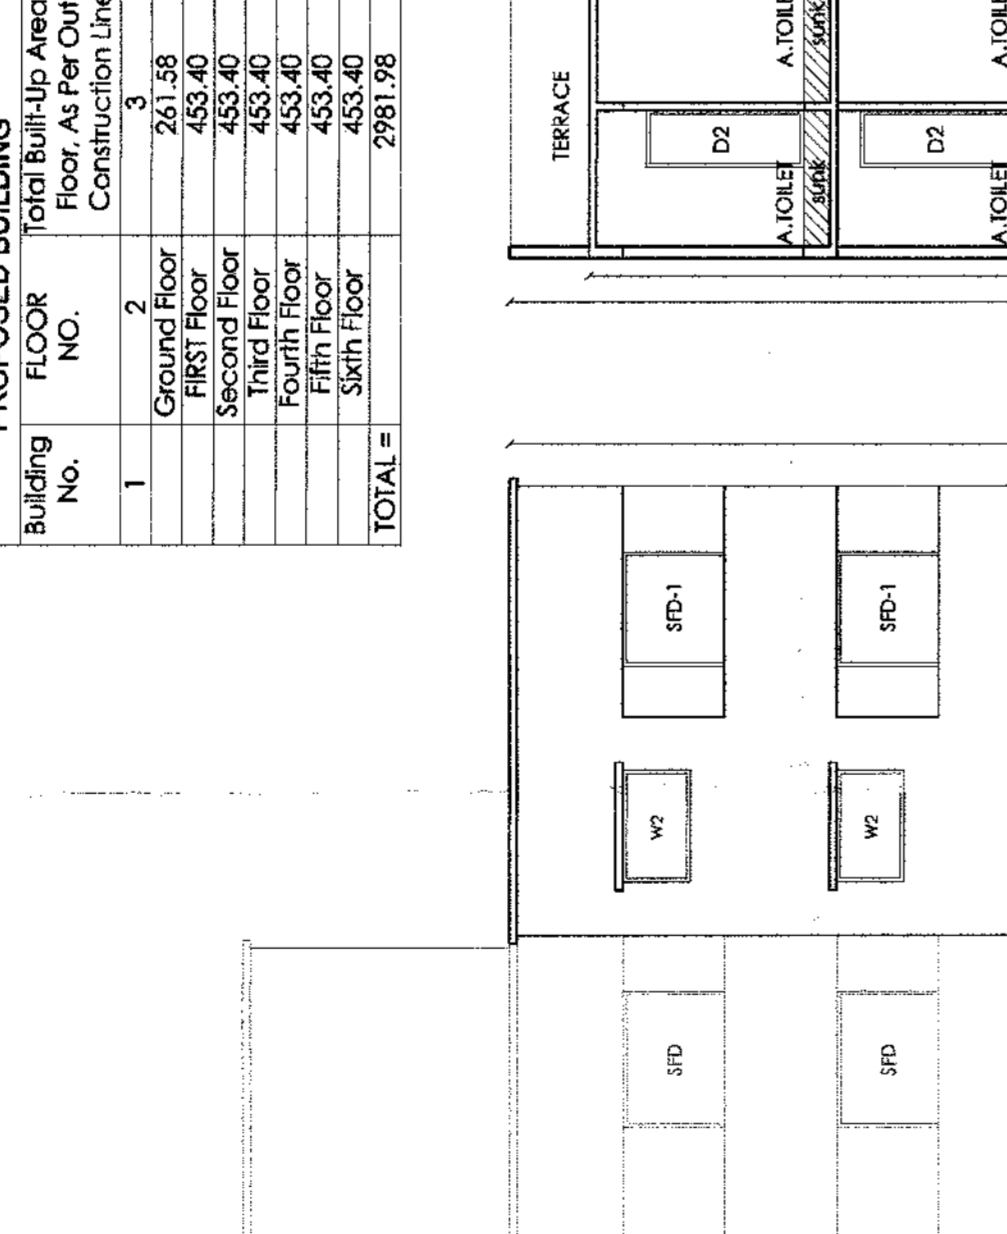 PROPOSED BUILDING
Building No. FLOOR NO. Total Built-Up Area
Floor, As Per Out
Construction Line
1 2 3
Ground Floor 261.58
FIRST Floor 453.40
Second Floor 453.40
Third Floor 453.40
Fourth Floor 453.40
Fifth Floor 453.40
Sixth Floor 453.40
TOTAL = 2981.98
TERRACE
D2
D2
A.TOILET
A.TOILET
sunk
A.TOILET
A.TOILET
sunk
SFD-1
SFD-1
W2
W2
SFD
SFD